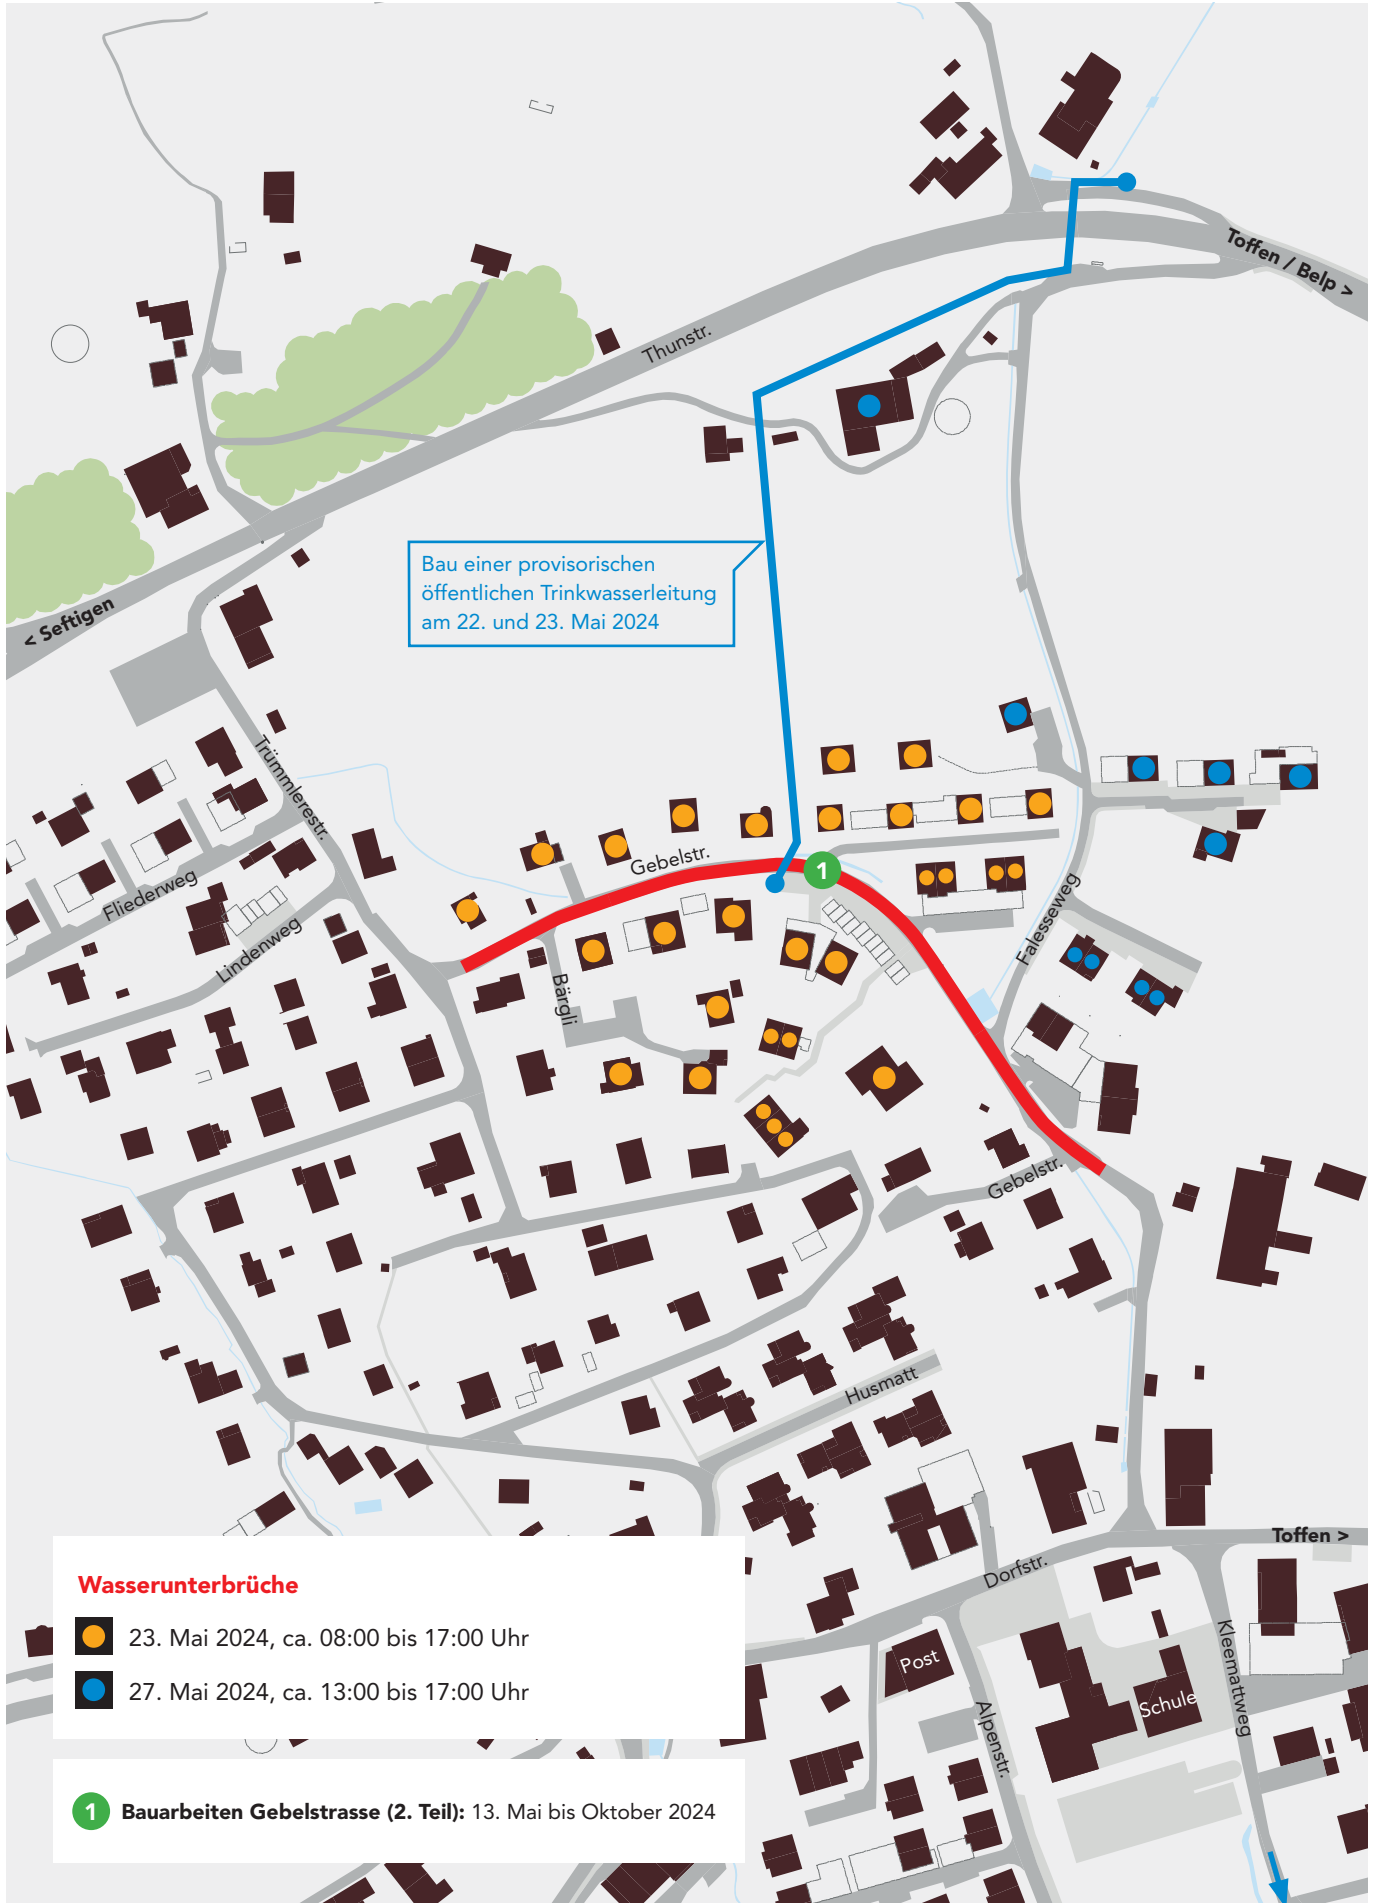 Toffen / Belp >
Thunstr.
Bau einer provisorischen
öffentlichen Trinkwasserleitung
am 22. und 23. Mai 2024
< Seftigen
Trümmlerestr.
Gebelstr.
1
Fliederweg
Falesseweg
Lindenweg
Bärgli
Gebelstr.
Husmatt
Toffen >
Dorfstr.
Wasserunterbrüche
23. Mai 2024, ca. 08:00 bis 17:00 Uhr
27. Mai 2024, ca. 13:00 bis 17:00 Uhr
Post
Kleemattweg
Schule
Alpenstr.
1 Bauarbeiten Gebelstrasse (2. Teil): 13. Mai bis Oktober 2024